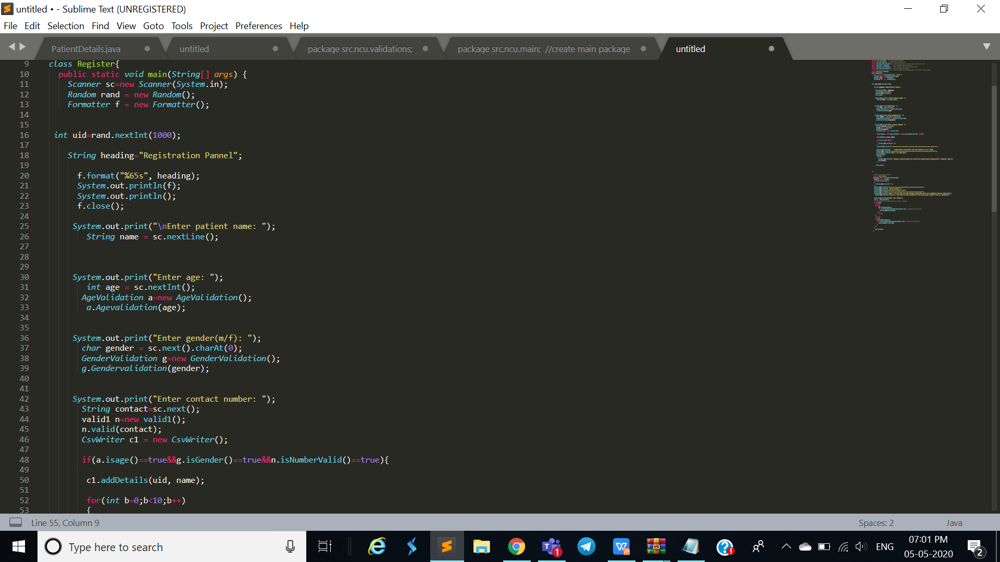 untitled • - Sublime Text (UNREGISTERED)
File Edit Selection Find View Goto Tools Project Preferences Help
PatientDetails.java untitled package src.ncu.validations; package src.ncu.main; //create main package untitled
9 class Register{
10 public static void main(String[] args) {
11 Scanner sc=new Scanner(System.in);
12 Random rand = new Random();
13 Formatter f = new Formatter();
14
15
16 int uid=rand.nextInt(1000);
17
18 String heading="Registration Pannel";
19
20 f.format("%65s", heading);
21 System.out.println(f);
22 System.out.println();
23 f.close();
24
25 System.out.print("\nEnter patient name: ");
26 String name = sc.nextLine();
27
28
29
30 System.out.print("Enter age: ");
31 int age = sc.nextInt();
32 AgeValidation a=new AgeValidation();
33 a.Agevalidation(age);
34
35
36 System.out.print("Enter gender(m/f): ");
37 char gender = sc.next().charAt(0);
38 GenderValidation g=new GenderValidation();
39 g.Gendervalidation(gender);
40
41
42 System.out.print("Enter contact number: ");
43 String contact=sc.next();
44 valid1 n=new valid1();
45 n.valid(contact);
46 CsvWriter c1 = new CsvWriter();
47
48 if(a.isage()==true&&g.isGender()==true&&n.isNumberValid()==true){
49
50 c1.addDetails(uid, name);
51
52 for(int b=0;b<10;b++)
53 {
Line 55, Column 9 Spaces: 2 Java
Type here to search
1
ENG
07:01 PM
05-05-2020
2